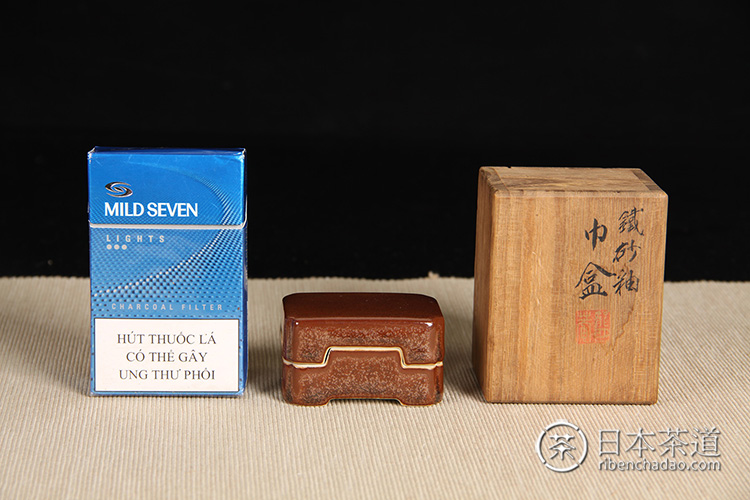 MILD SEVEN
LIGHTS
CHARCOAL FILTER
HÚT THUỐC LÁ
CÓ THỂ GÂY
UNG THƯ PHỔI
鐵砂釉
巾盒
茶
日本茶道
ribenchadao.com